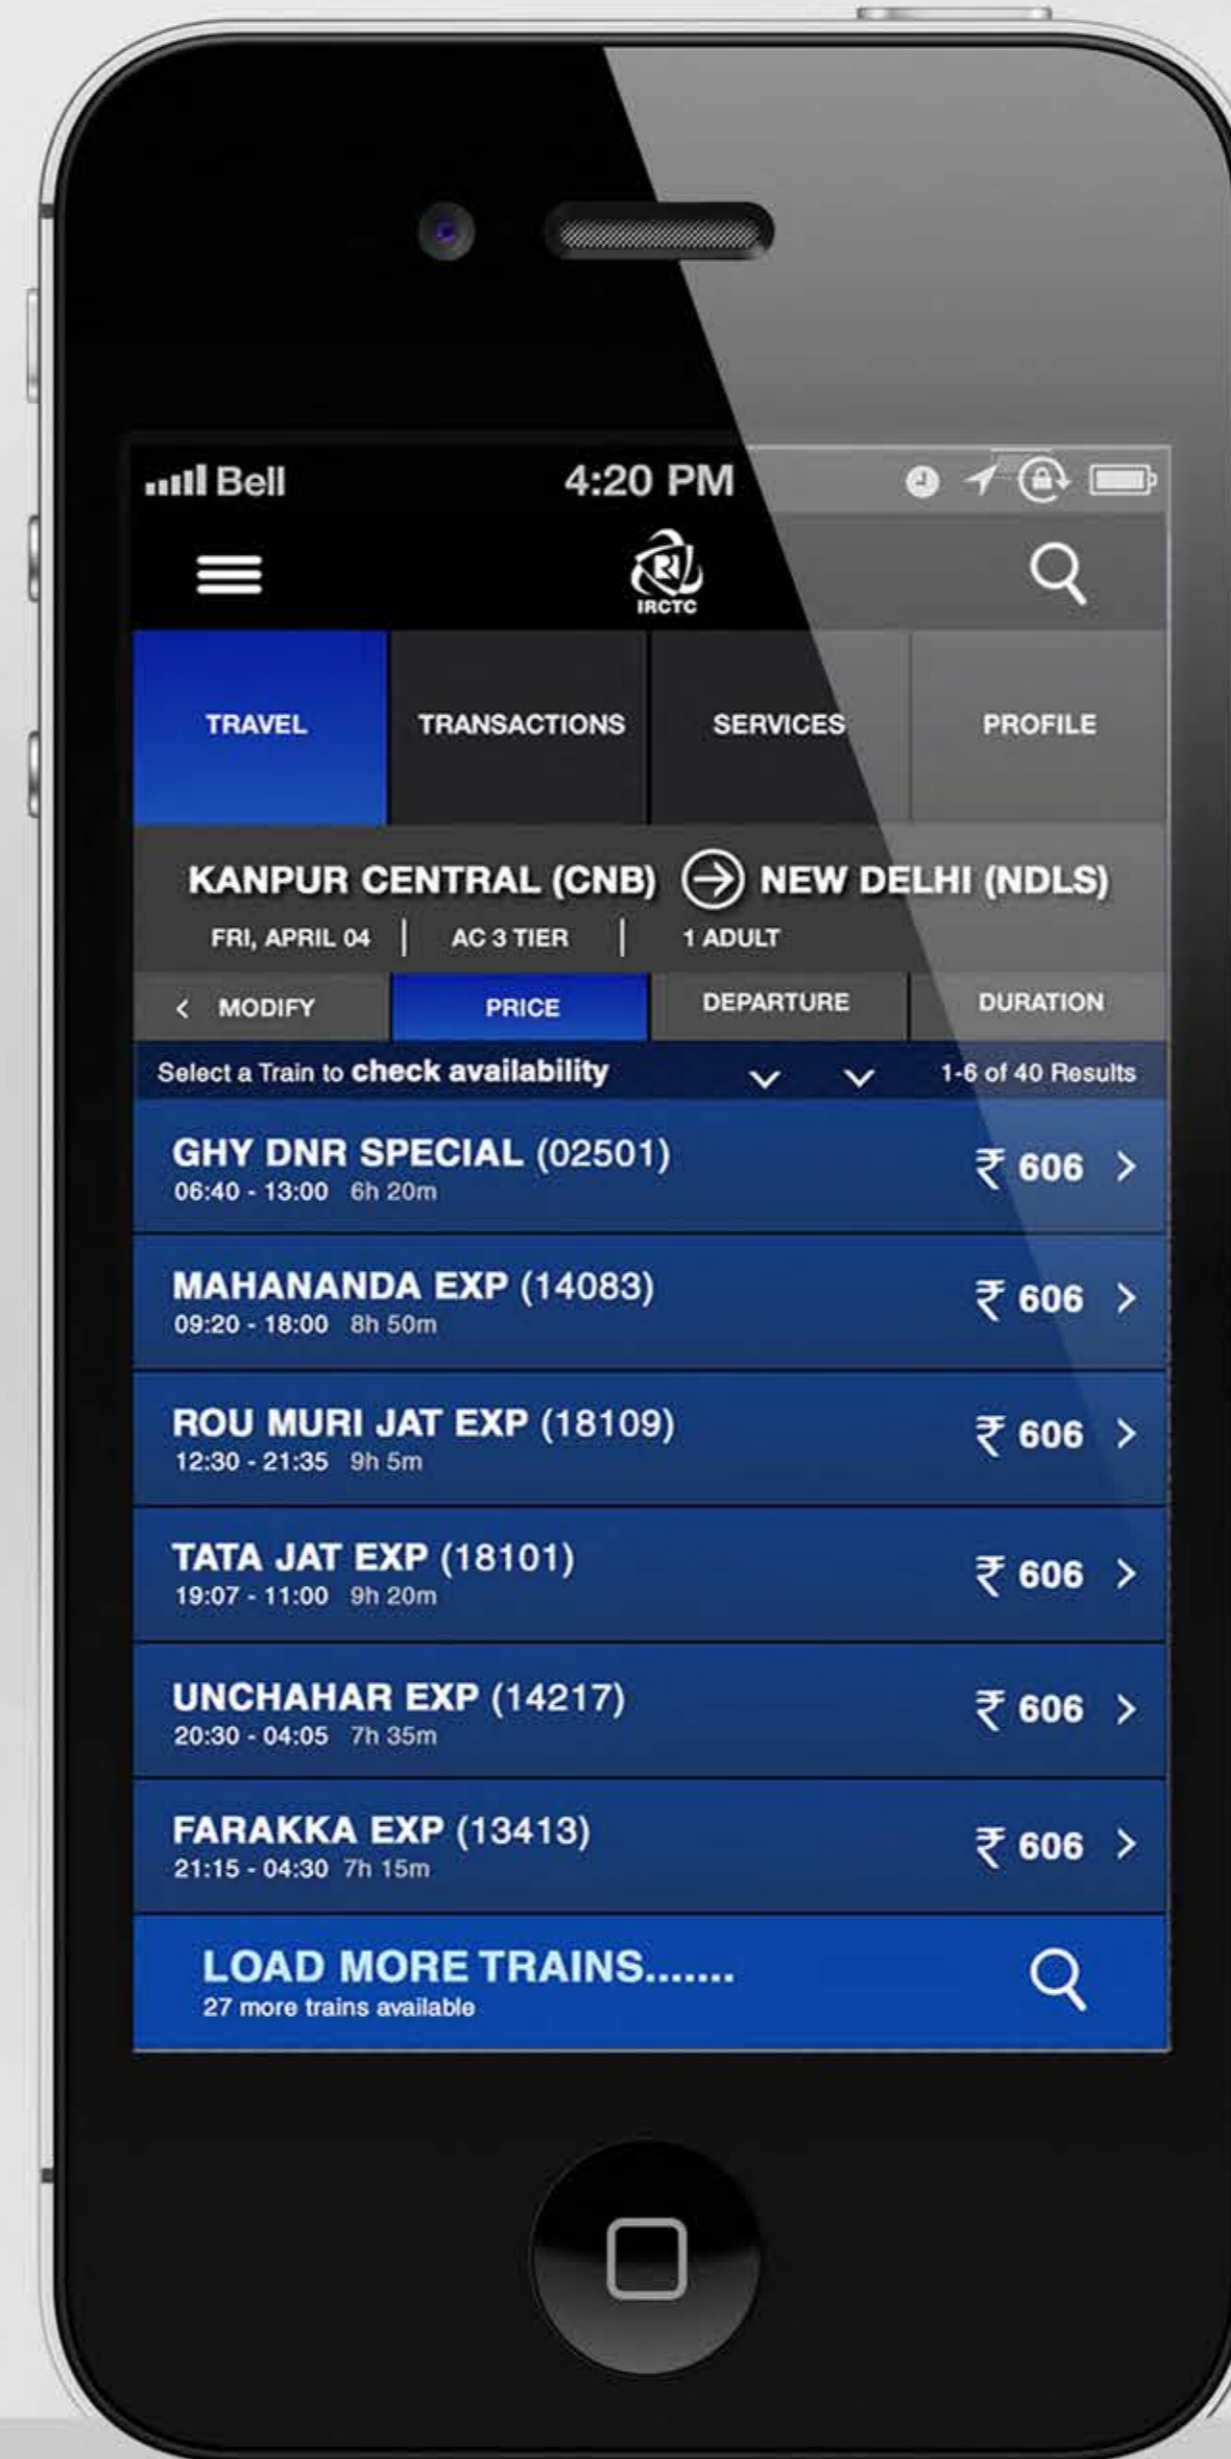 Bell 4:20 PM
IRCTC
TRAVEL TRANSACTIONS SERVICES PROFILE
KANPUR CENTRAL (CNB) NEW DELHI (NDLS)
FRI, APRIL 04 | AC 3 TIER | 1 ADULT
< MODIFY PRICE DEPARTURE DURATION
Select a Train to check availability 1-6 of 40 Results
GHY DNR SPECIAL (02501) ₹ 606 >
06:40 - 13:00 6h 20m
MAHANANDA EXP (14083) ₹ 606 >
09:20 - 18:00 8h 50m
ROU MURI JAT EXP (18109) ₹ 606 >
12:30 - 21:35 9h 5m
TATA JAT EXP (18101) ₹ 606 >
19:07 - 11:00 9h 20m
UNCHAHAR EXP (14217) ₹ 606 >
20:30 - 04:05 7h 35m
FARAKKA EXP (13413) ₹ 606 >
21:15 - 04:30 7h 15m
LOAD MORE TRAINS.......
27 more trains available